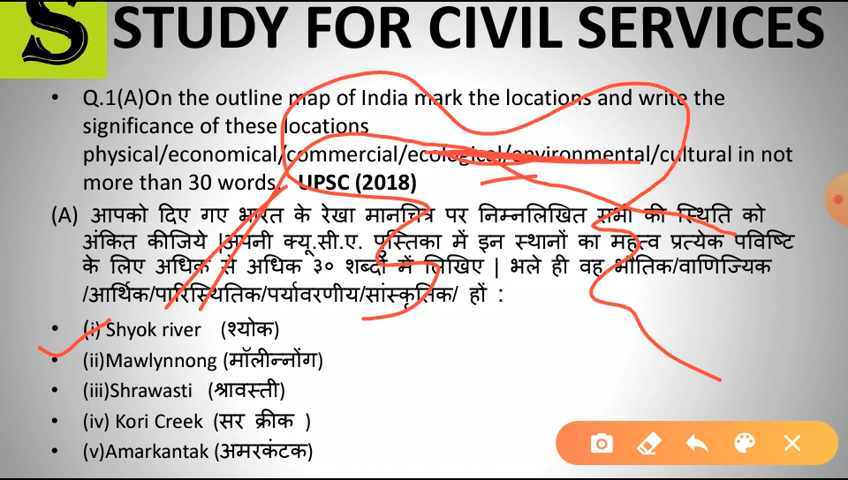 S STUDY FOR CIVIL SERVICES
• Q.1(A)On the outline map of India mark the locations and write the
significance of these locations
physical/economical/commercial/ecological/environmental/cultural in not
more than 30 words. UPSC (2018)
(A) आपको दिए गए भारत के रेखा मानचित्र पर निम्नलिखित सभी की स्थिति को
अंकित कीजिये |अपनी क्यू.सी.ए. पुस्तिका में इन स्थानों का महत्व प्रत्येक पविष्टि
के लिए अधिक से अधिक ३० शब्दों में लिखिए | भले ही वह भौतिक/वाणिज्यिक
/आर्थिक/पारिस्थितिक/पर्यावरणीय/सांस्कृतिक/ हों :
• (i) Shyok river (श्योक)
• (ii)Mawlynnong (मॉलीन्नोंग)
• (iii)Shrawasti (श्रावस्ती)
• (iv) Kori Creek (सर क्रीक )
• (v)Amarkantak (अमरकंटक)